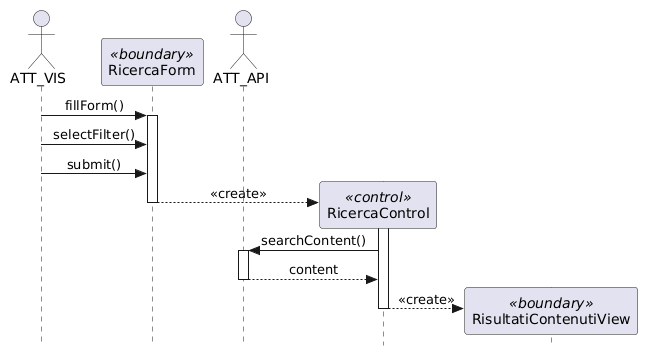 ATT_VIS
«boundary»
RicercaForm
ATT_API
fillForm()
selectFilter()
submit()
«create»
«control»
RicercaControl
searchContent()
content
«create»
«boundary»
RisultatiContenutiView